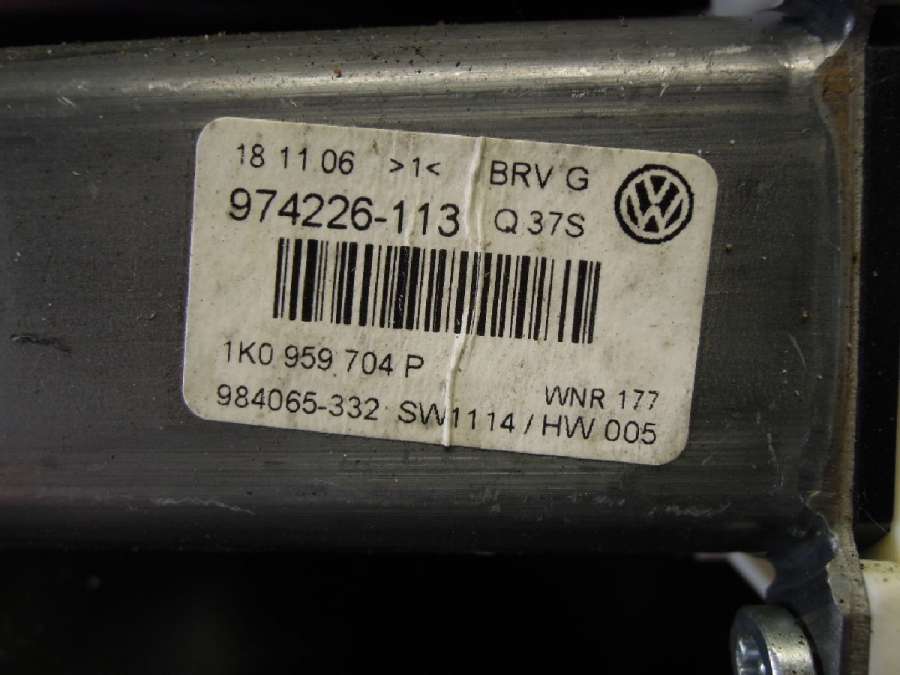 18 11 06 >1< BRV G
974226-113 Q 37S
1K0 959 704 P
WNR 177
984065-332 SW1114 / HW 005